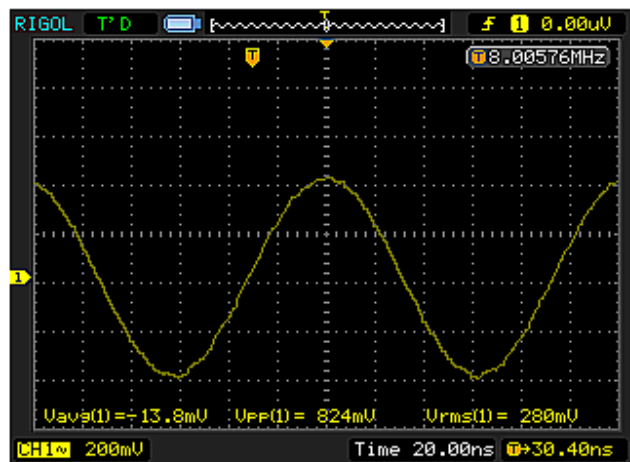 RIGOL T'D T f 1 0.00uV
T
T 8.00576MHz
1
Vavg(1)=-13.8mV Vpp(1)= 824mV Vrms(1)= 280mV
CH1~ 200mV Time 20.00ns T→30.40ns